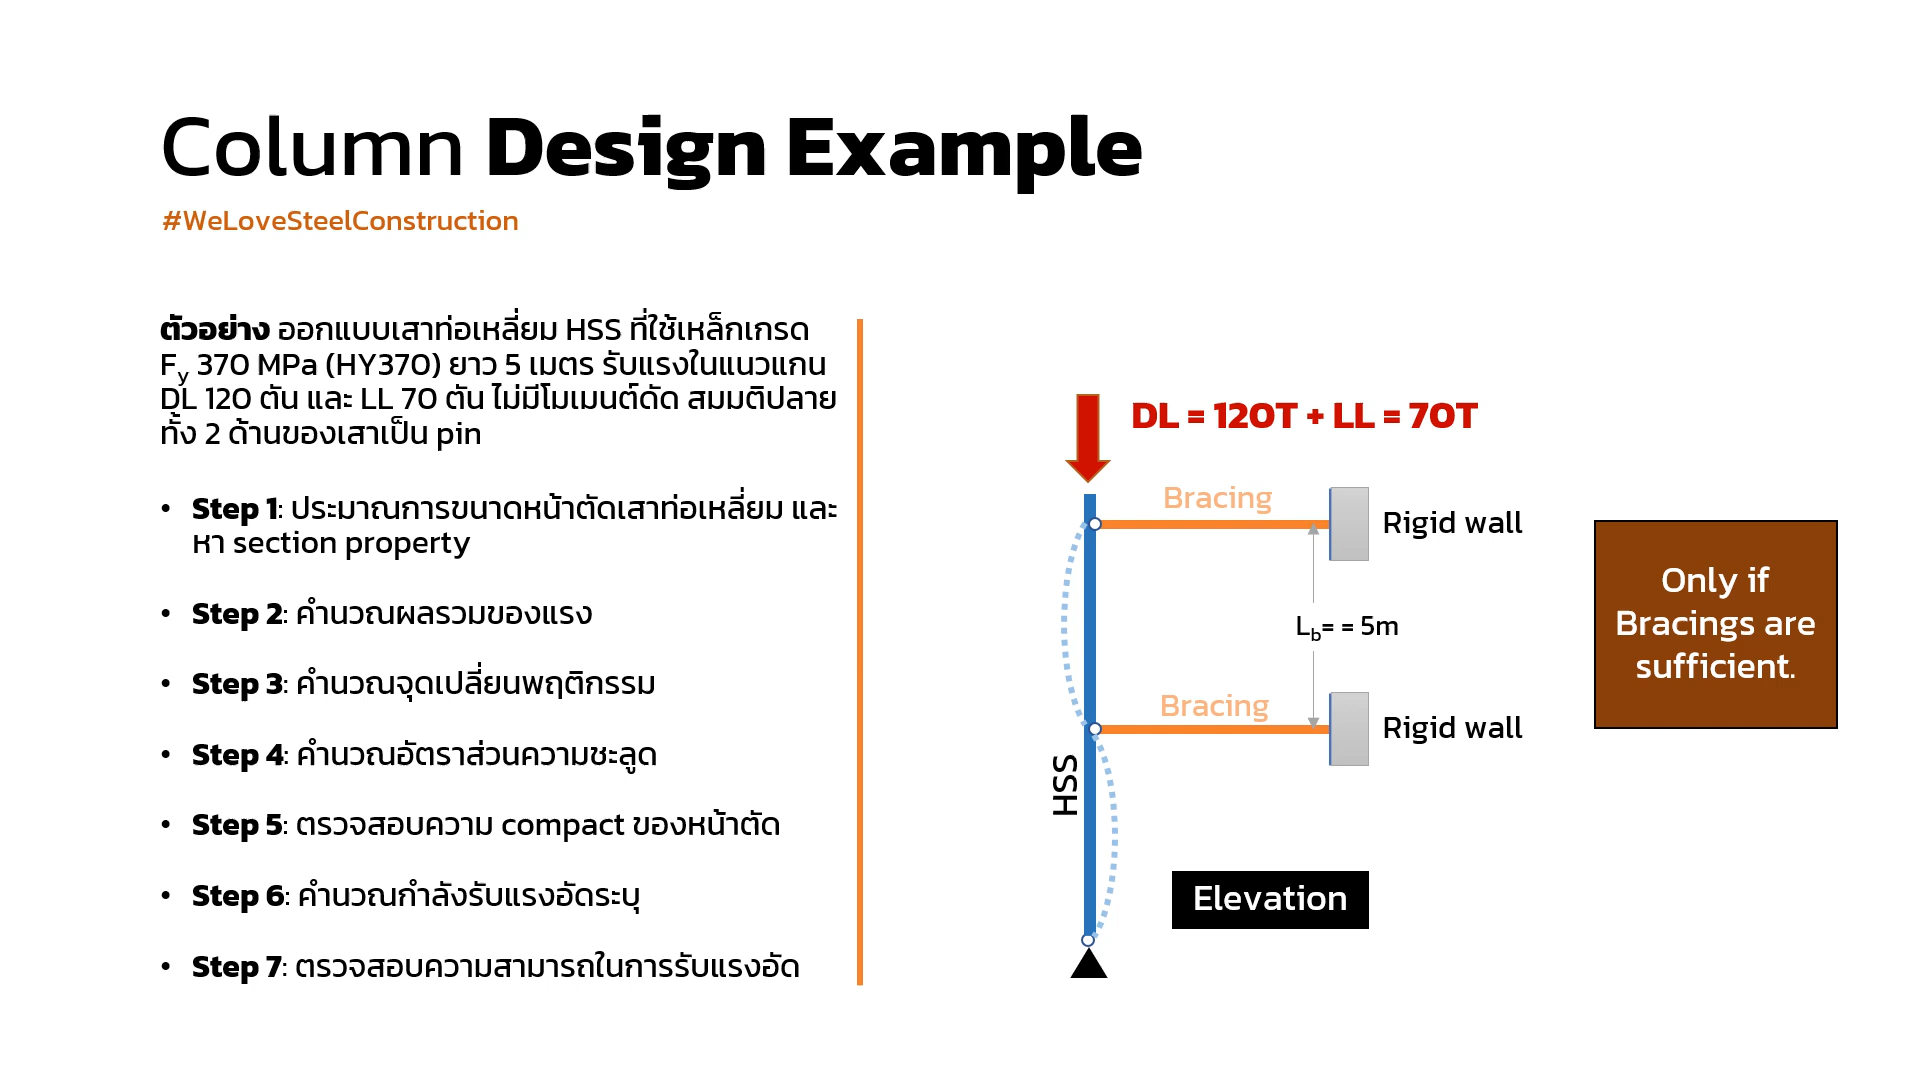 Column Design Example
#WeLoveSteelConstruction
ตัวอย่าง ออกแบบเสาท่อเหลี่ยม HSS ที่ใช้เหล็กเกรด
Fy 370 MPa (HY370) ยาว 5 เมตร รับแรงในแนวแกน
DL 120 ตัน และ LL 70 ตัน ไม่มีโมเมนต์ดัด สมมติปลาย
ทั้ง 2 ด้านของเสาเป็น pin
• Step 1: ประมาณการขนาดหน้าตัดเสาท่อเหลี่ยม และ
หา section property
• Step 2: คำนวณผลรวมของแรง
• Step 3: คำนวณจุดเปลี่ยนพฤติกรรม
• Step 4: คำนวณอัตราส่วนความชะลูด
• Step 5: ตรวจสอบความ compact ของหน้าตัด
• Step 6: คำนวณกำลังรับแรงอัดระบุ
• Step 7: ตรวจสอบความสามารถในการรับแรงอัด
DL = 120T + LL = 70T
Bracing
Rigid wall
Lb= = 5m
Bracing
Rigid wall
HSS
Elevation
Only if
Bracings are
sufficient.